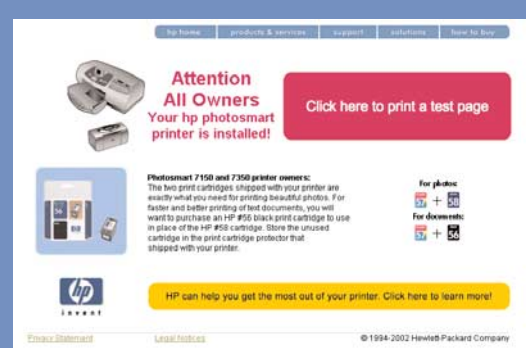 hp home products & services support solutions how to buy
Attention
All Owners
Your hp photosmart
printer is installed!
Click here to print a test page
Photosmart 7150 and 7350 printer owners:
The two print cartridges shipped with your printer are
exactly what you need for printing beautiful photos. For
faster and better printing of text documents, you will
want to purchase an HP #56 black print cartridge to use
in place of the HP #58 cartridge. Store the unused
cartridge in the print cartridge protector that
shipped with your printer.
For photos:
57 + 58
For documents:
57 + 56
56
hp
invent
HP can help you get the most out of your printer. Click here to learn more!
Privacy Statement Legal Notices © 1994-2002 Hewlett-Packard Company